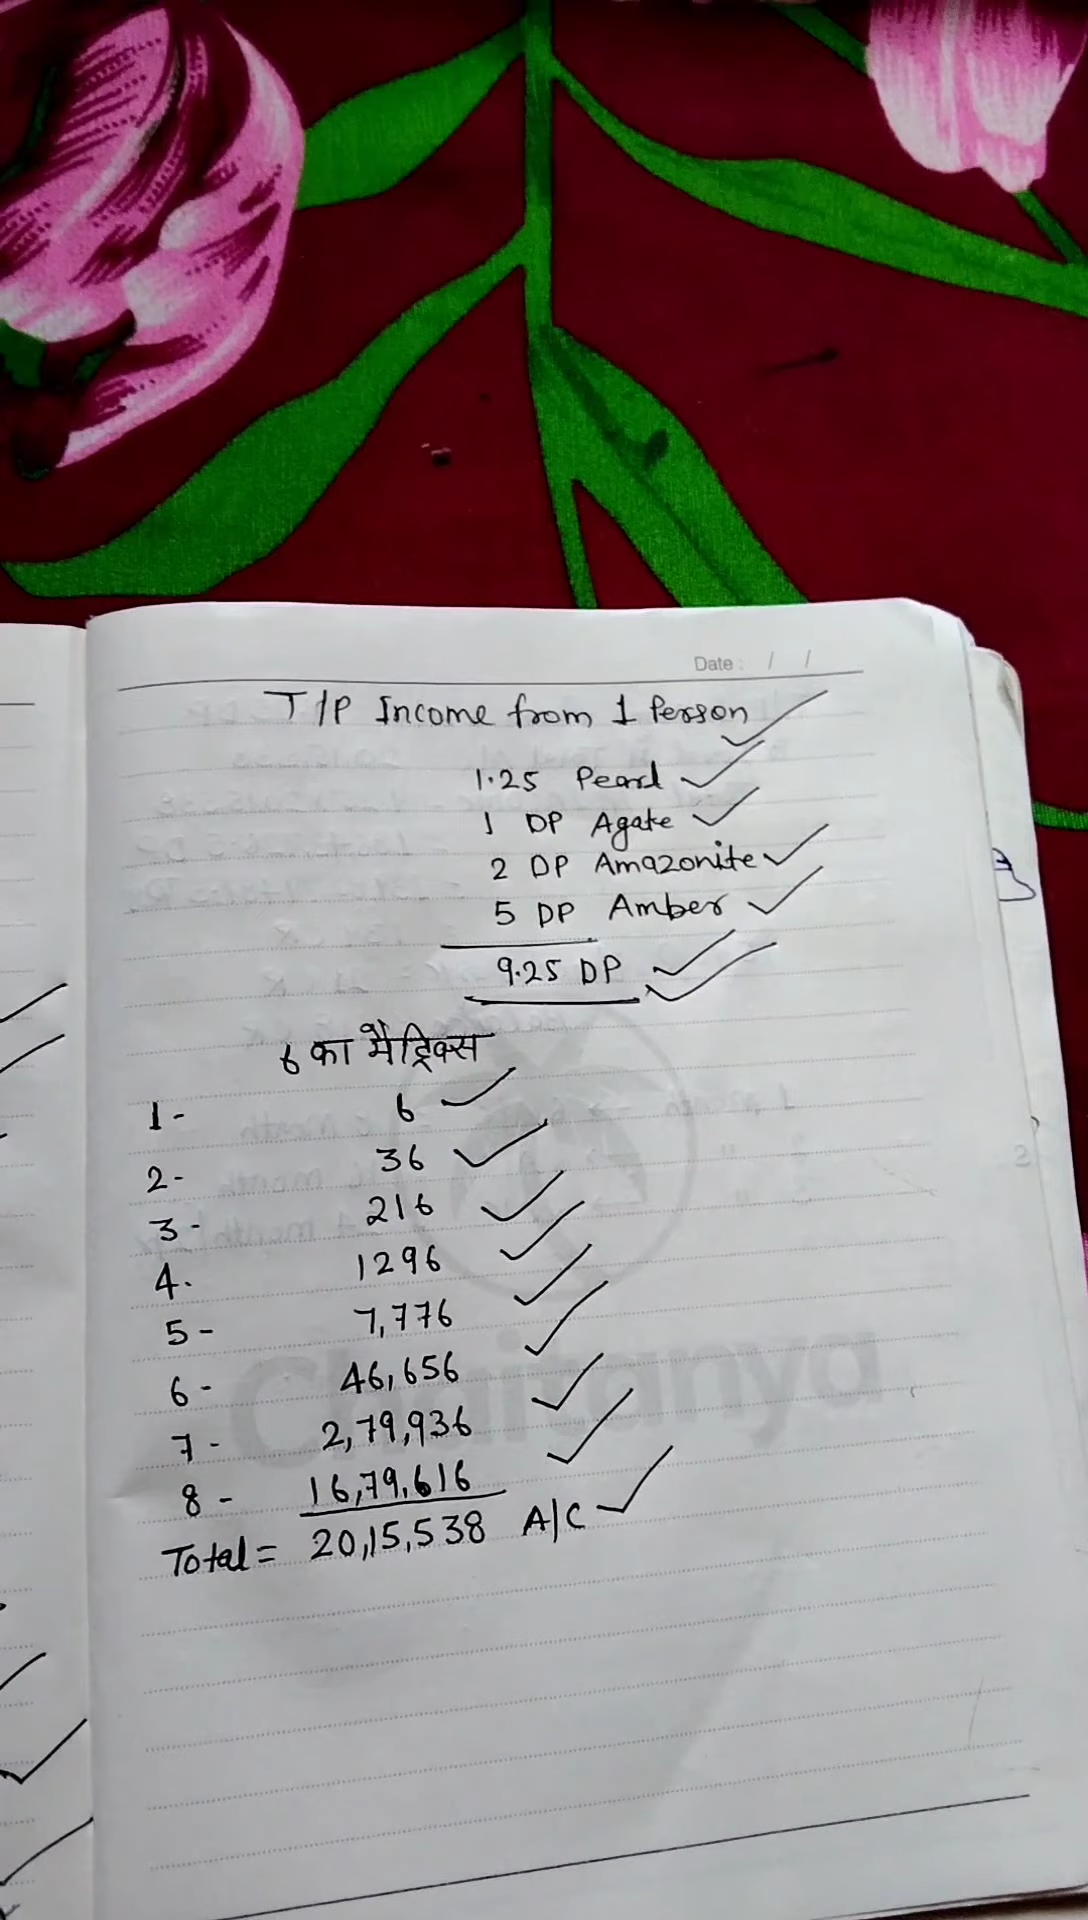 Date : / /
T/P Income from 1 Person
1.25 Pearl
1 DP Agate
2 DP Amazonite
5 DP Amber
9.25 DP
6 का मैट्रिक्स
1- 6
2- 36
3- 216
4. 1296
5- 7,776
6- 46,656
7- 2,79,936
8- 16,79,616
Total = 20,15,538 A/C
Chaitanya